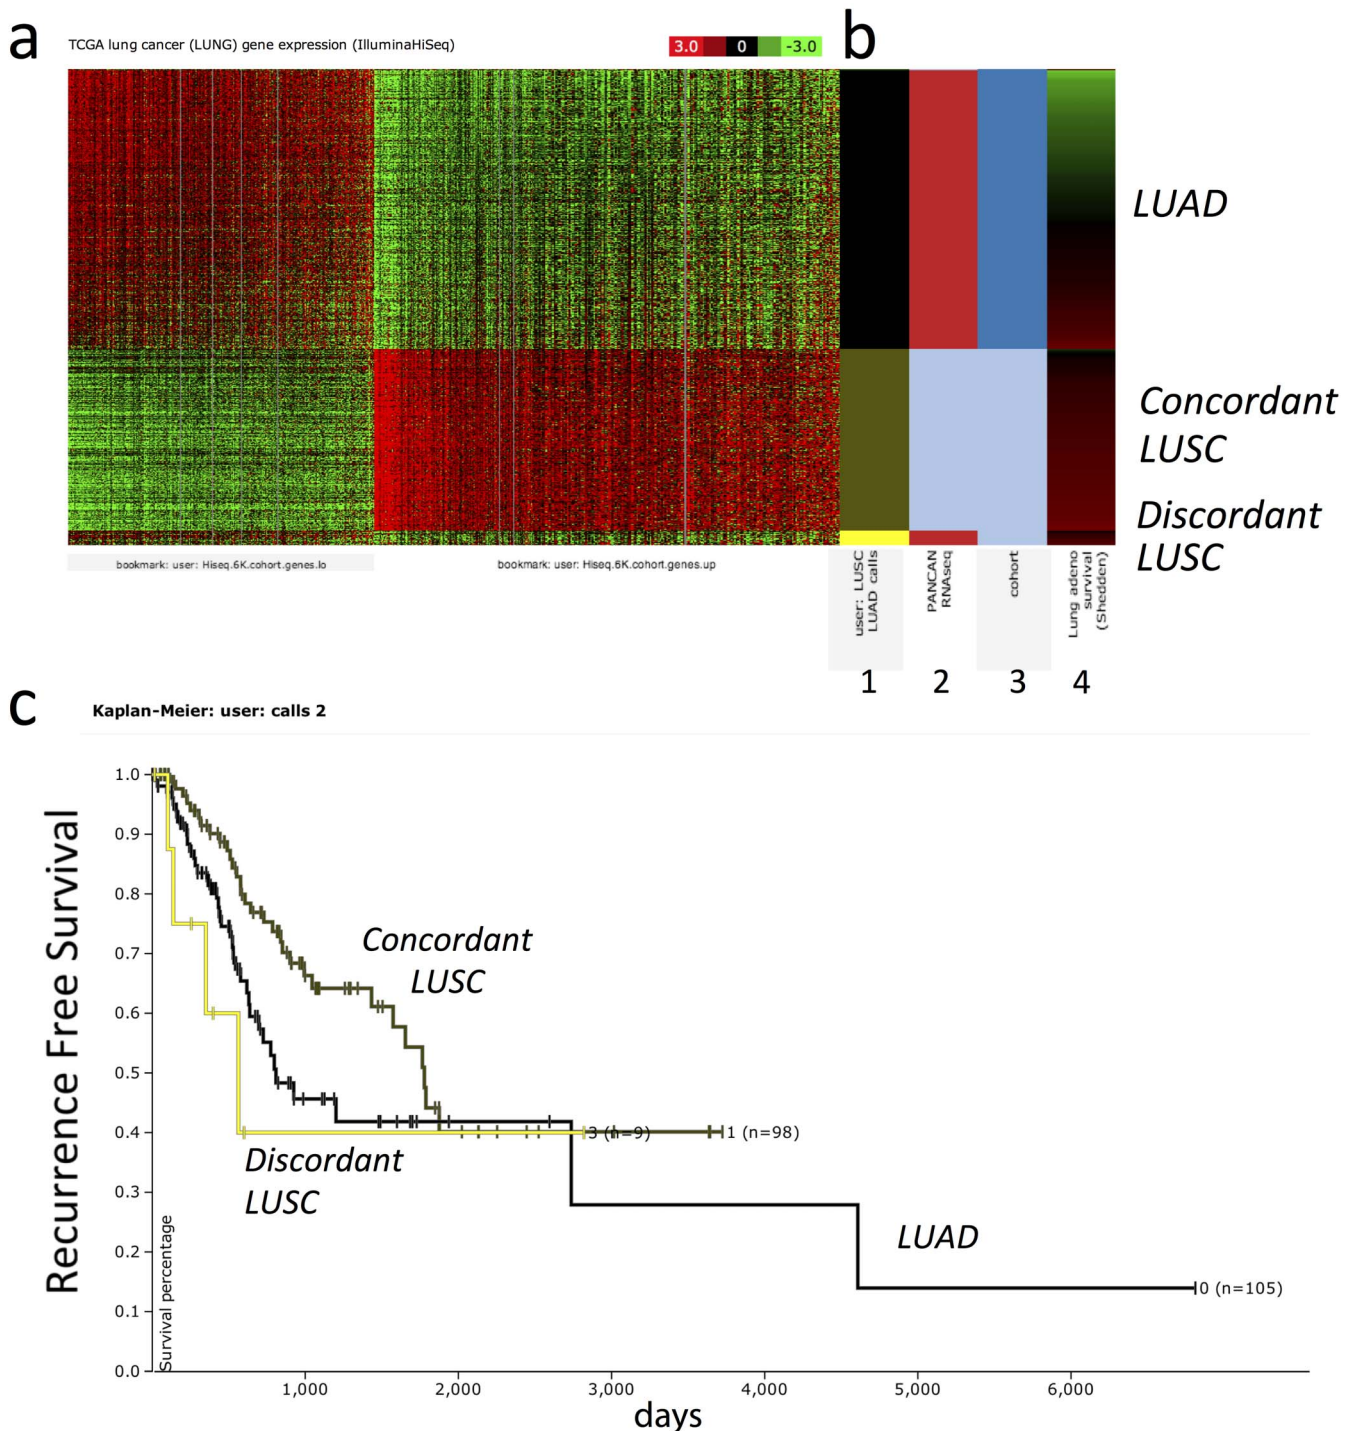 a
TCGA lung cancer (LUNG) gene expression (IlluminaHiSeq)
3.0 0 -3.0
b
LUAD
Concordant
LUSC
Discordant
LUSC
bookmark: user: Hiseq.6K.cohort.genes.lo
bookmark: user: Hiseq.6K.cohort.genes.up
user: LUSC
LUAD calls
PANCAN
RNAseq
cohort
Lung adeno
survival
(Shedden)
1 2 3 4
c
Kaplan-Meier: user: calls 2
Recurrence Free Survival
Survival percentage
1.0
0.9
0.8
0.7
0.6
0.5
0.4
0.3
0.2
0.1
0.0
Concordant
LUSC
3 (n=9)
1 (n=98)
Discordant
LUSC
LUAD
0 (n=105)
1,000 2,000 3,000 4,000 5,000 6,000
days